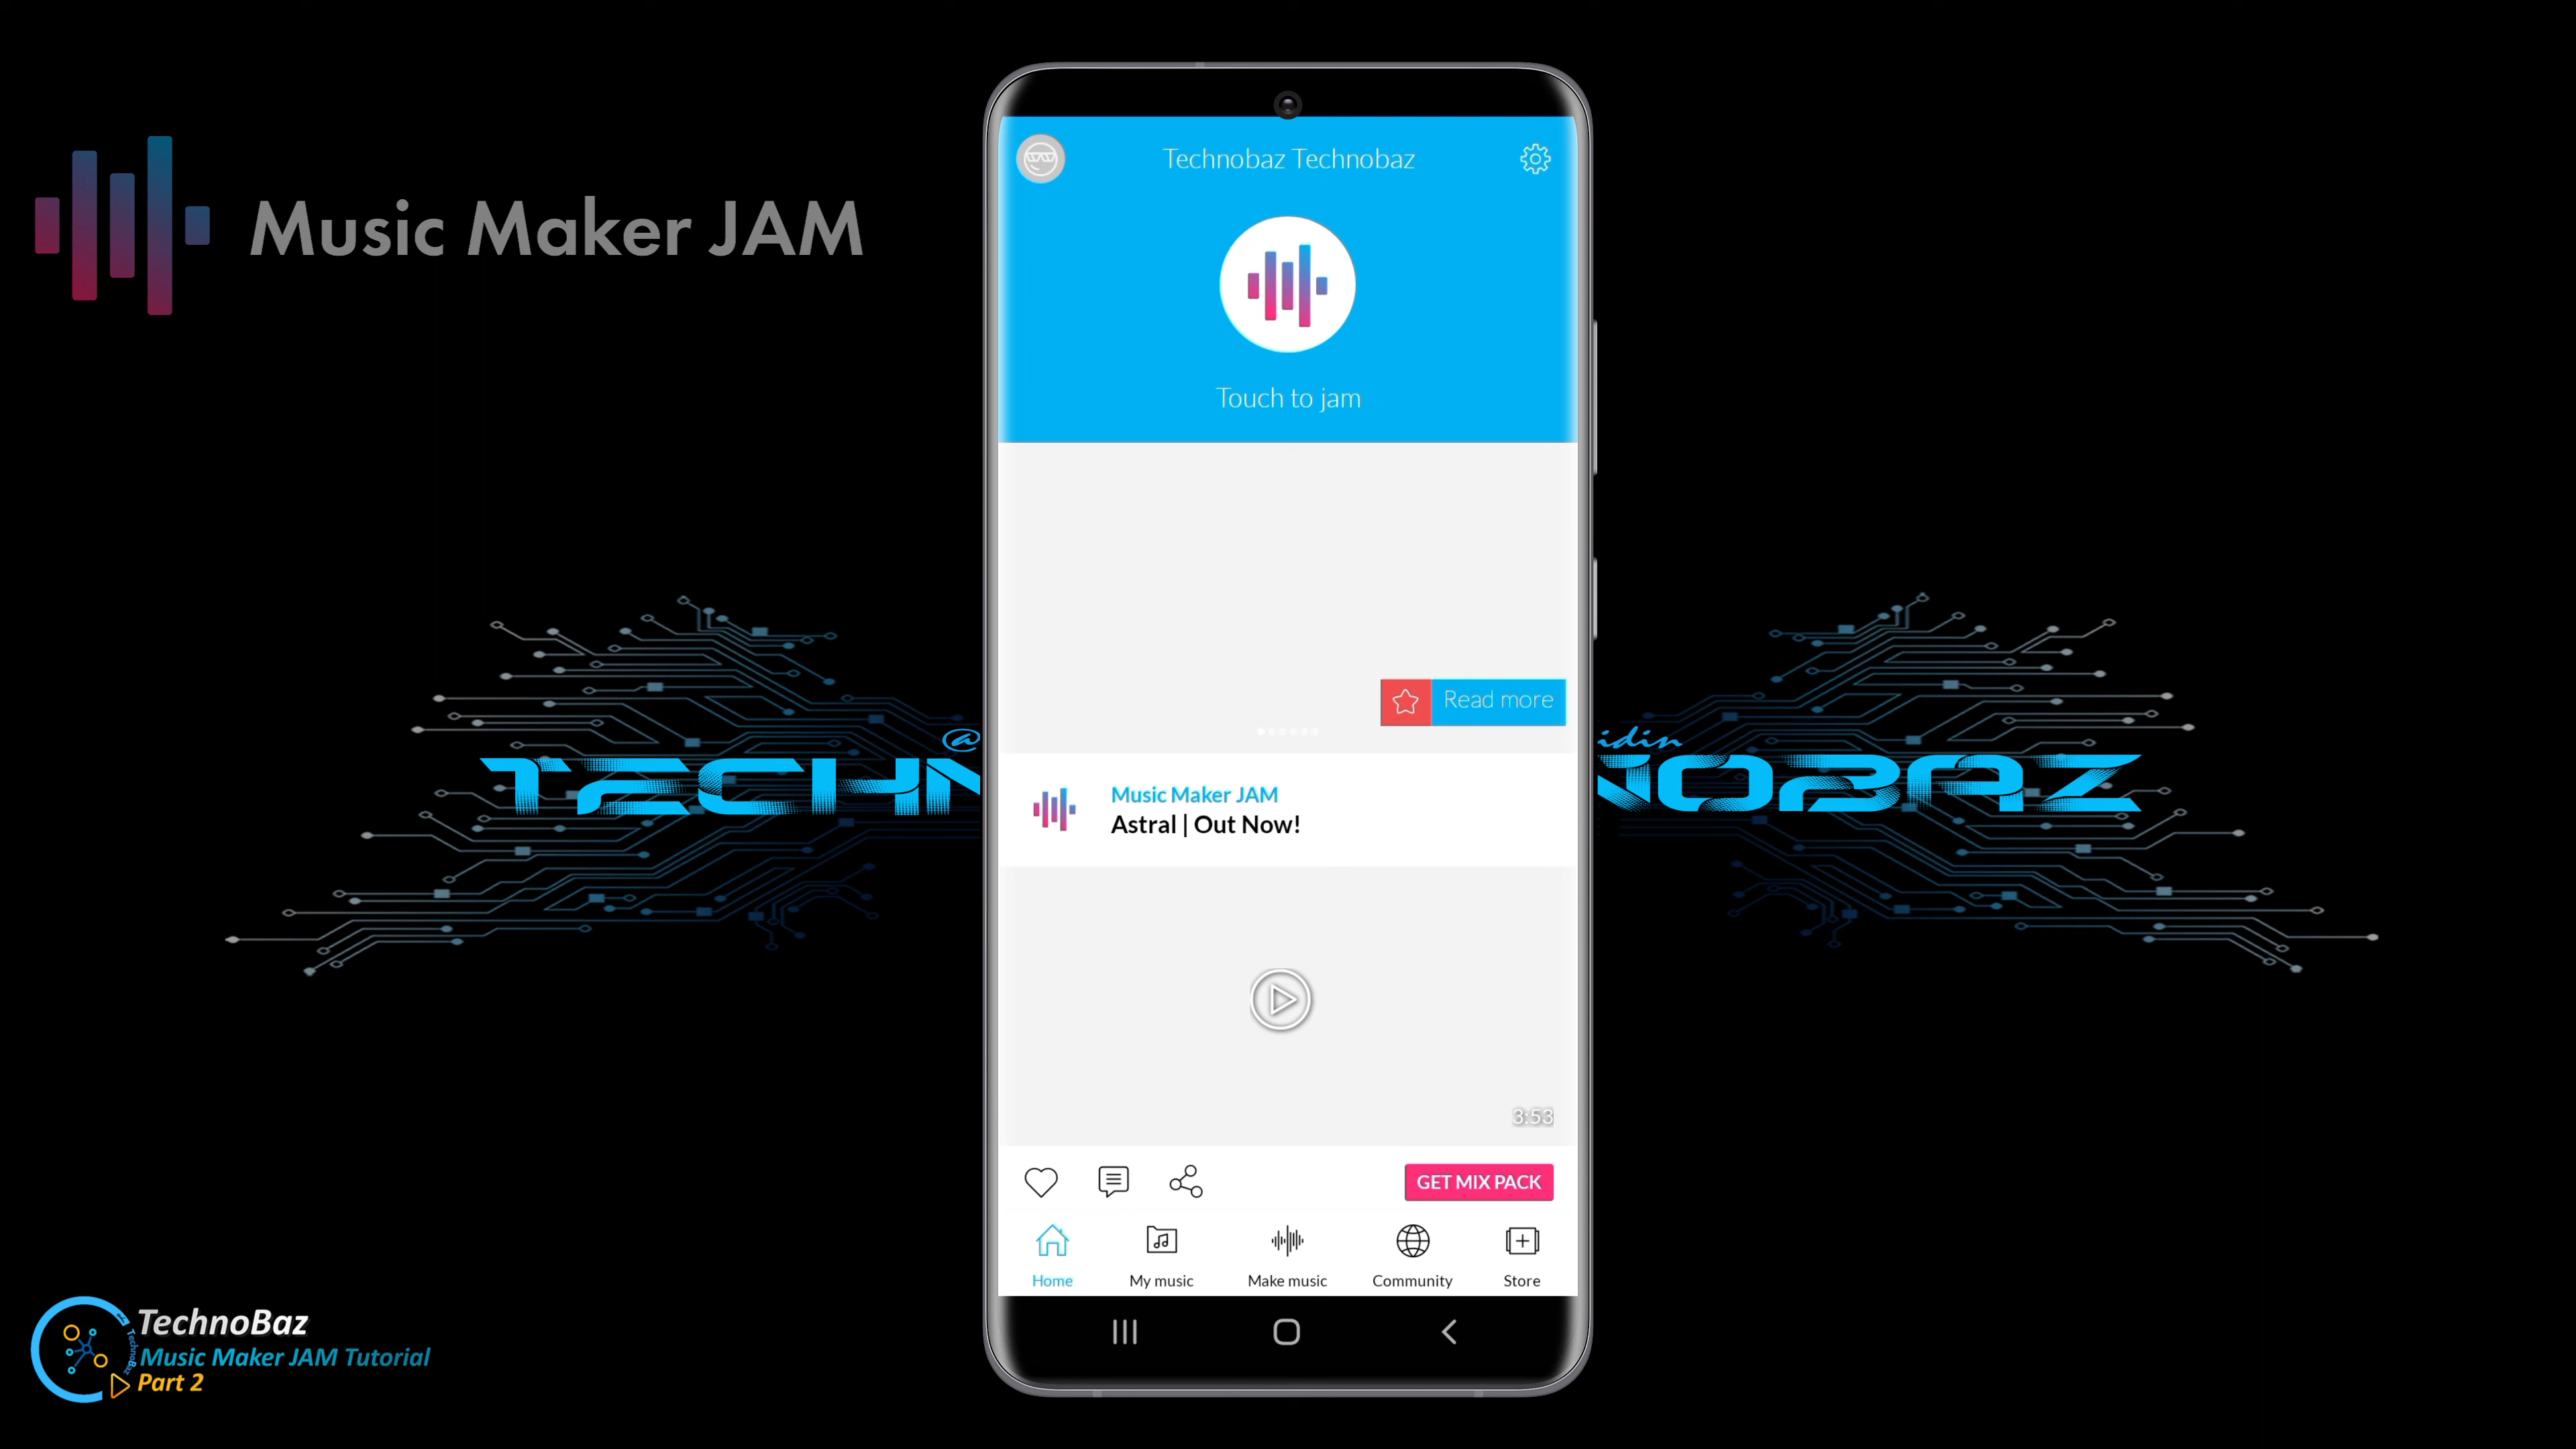 Music Maker JAM
Technobaz Technobaz
Touch to jam
Read more
Music Maker JAM
Astral | Out Now!
3:53
GET MIX PACK
Home
My music
Make music
Community
Store
TechnoBaz
Music Maker JAM Tutorial
Part 2